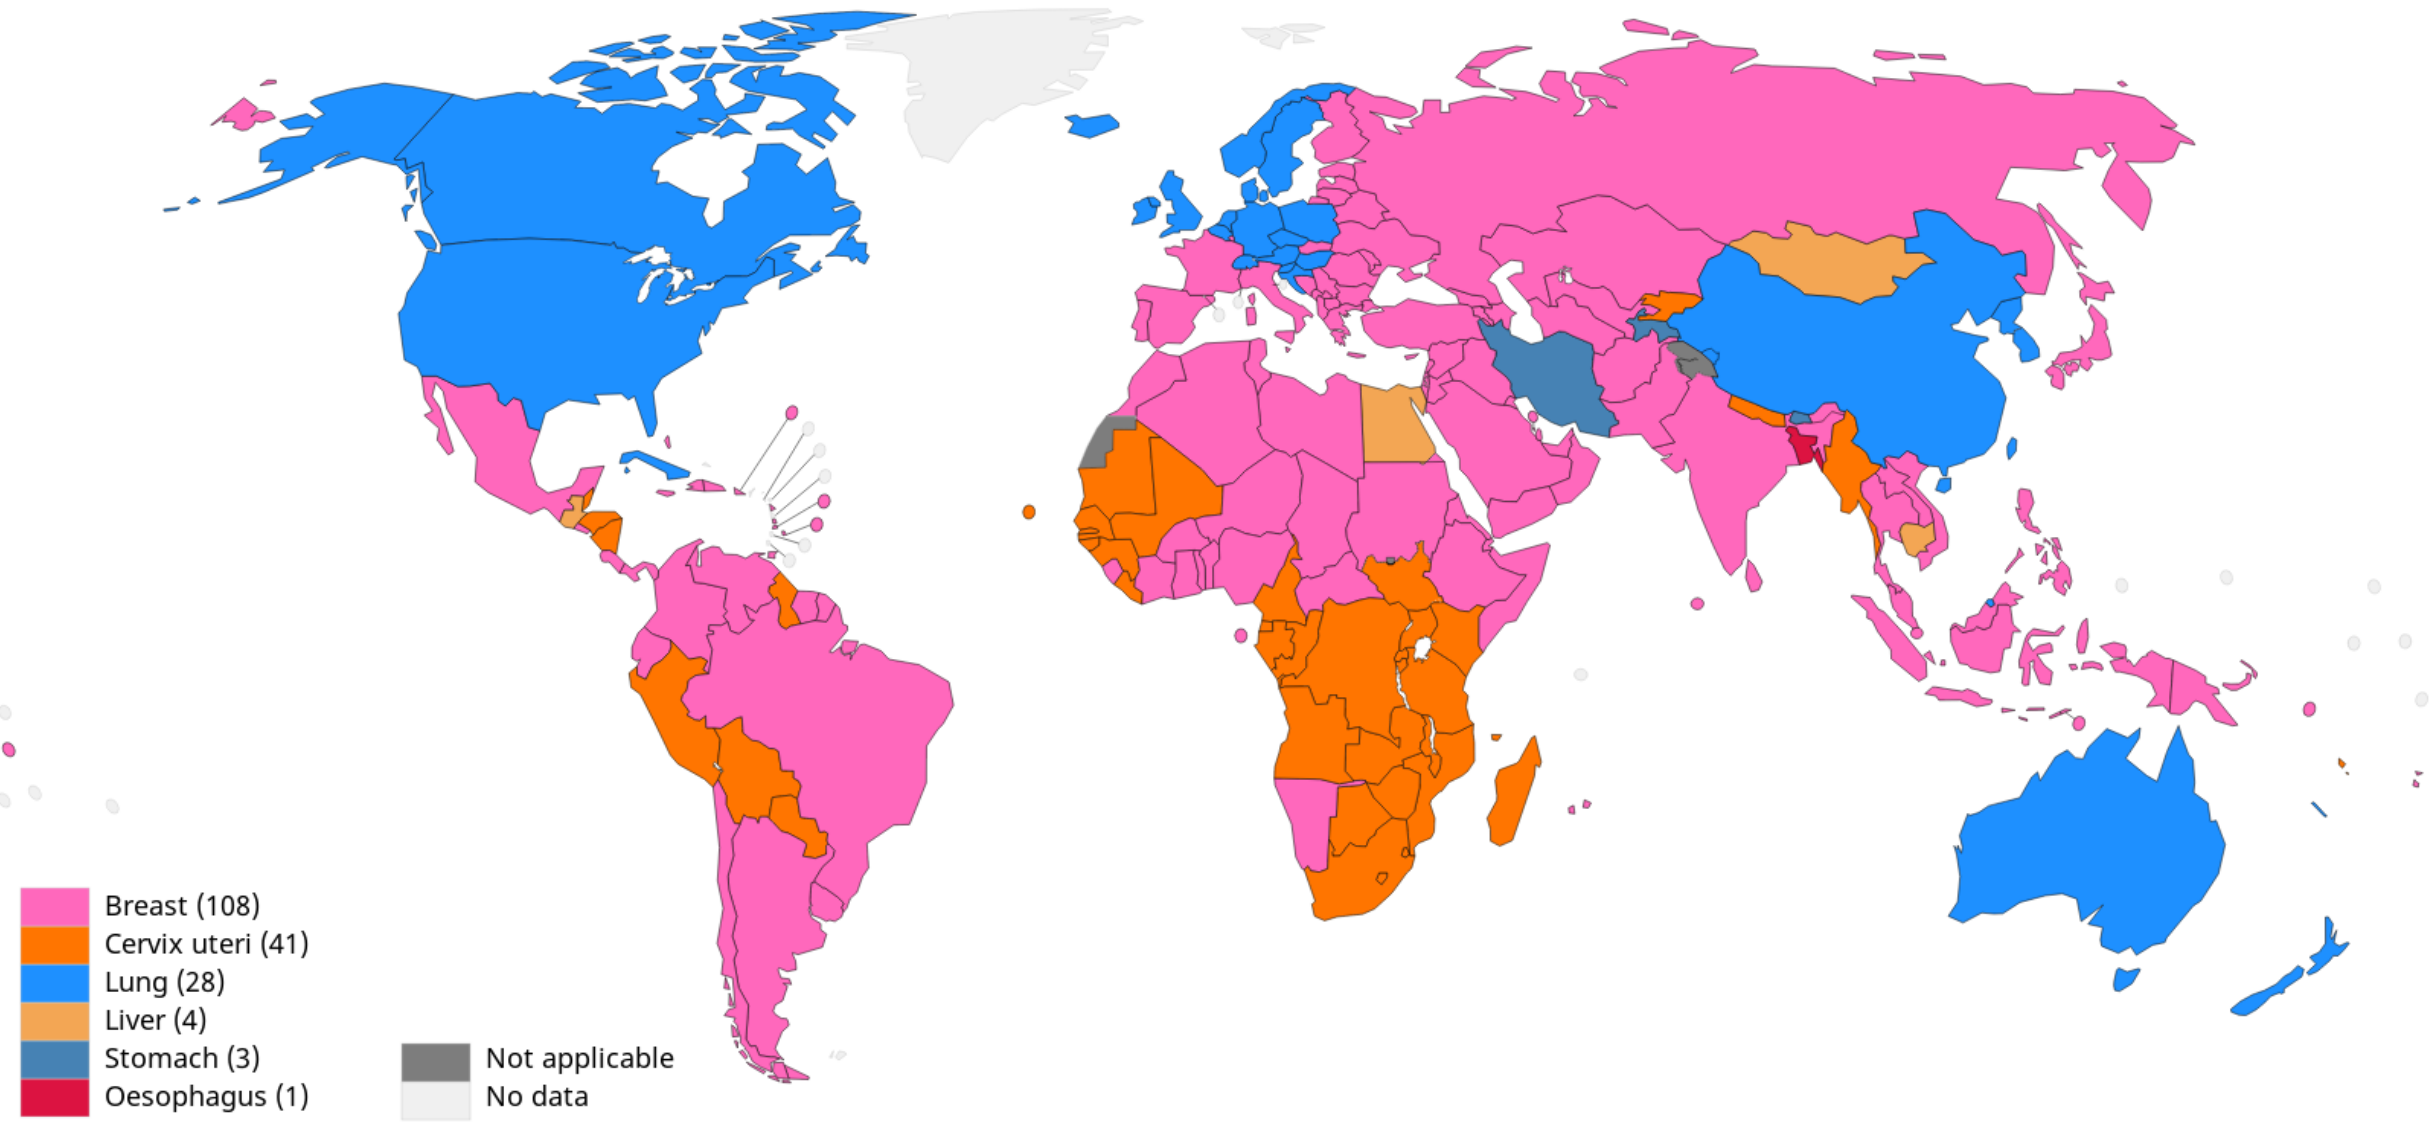 Breast (108)
Cervix uteri (41)
Lung (28)
Liver (4)
Stomach (3)
Oesophagus (1)
Not applicable
No data